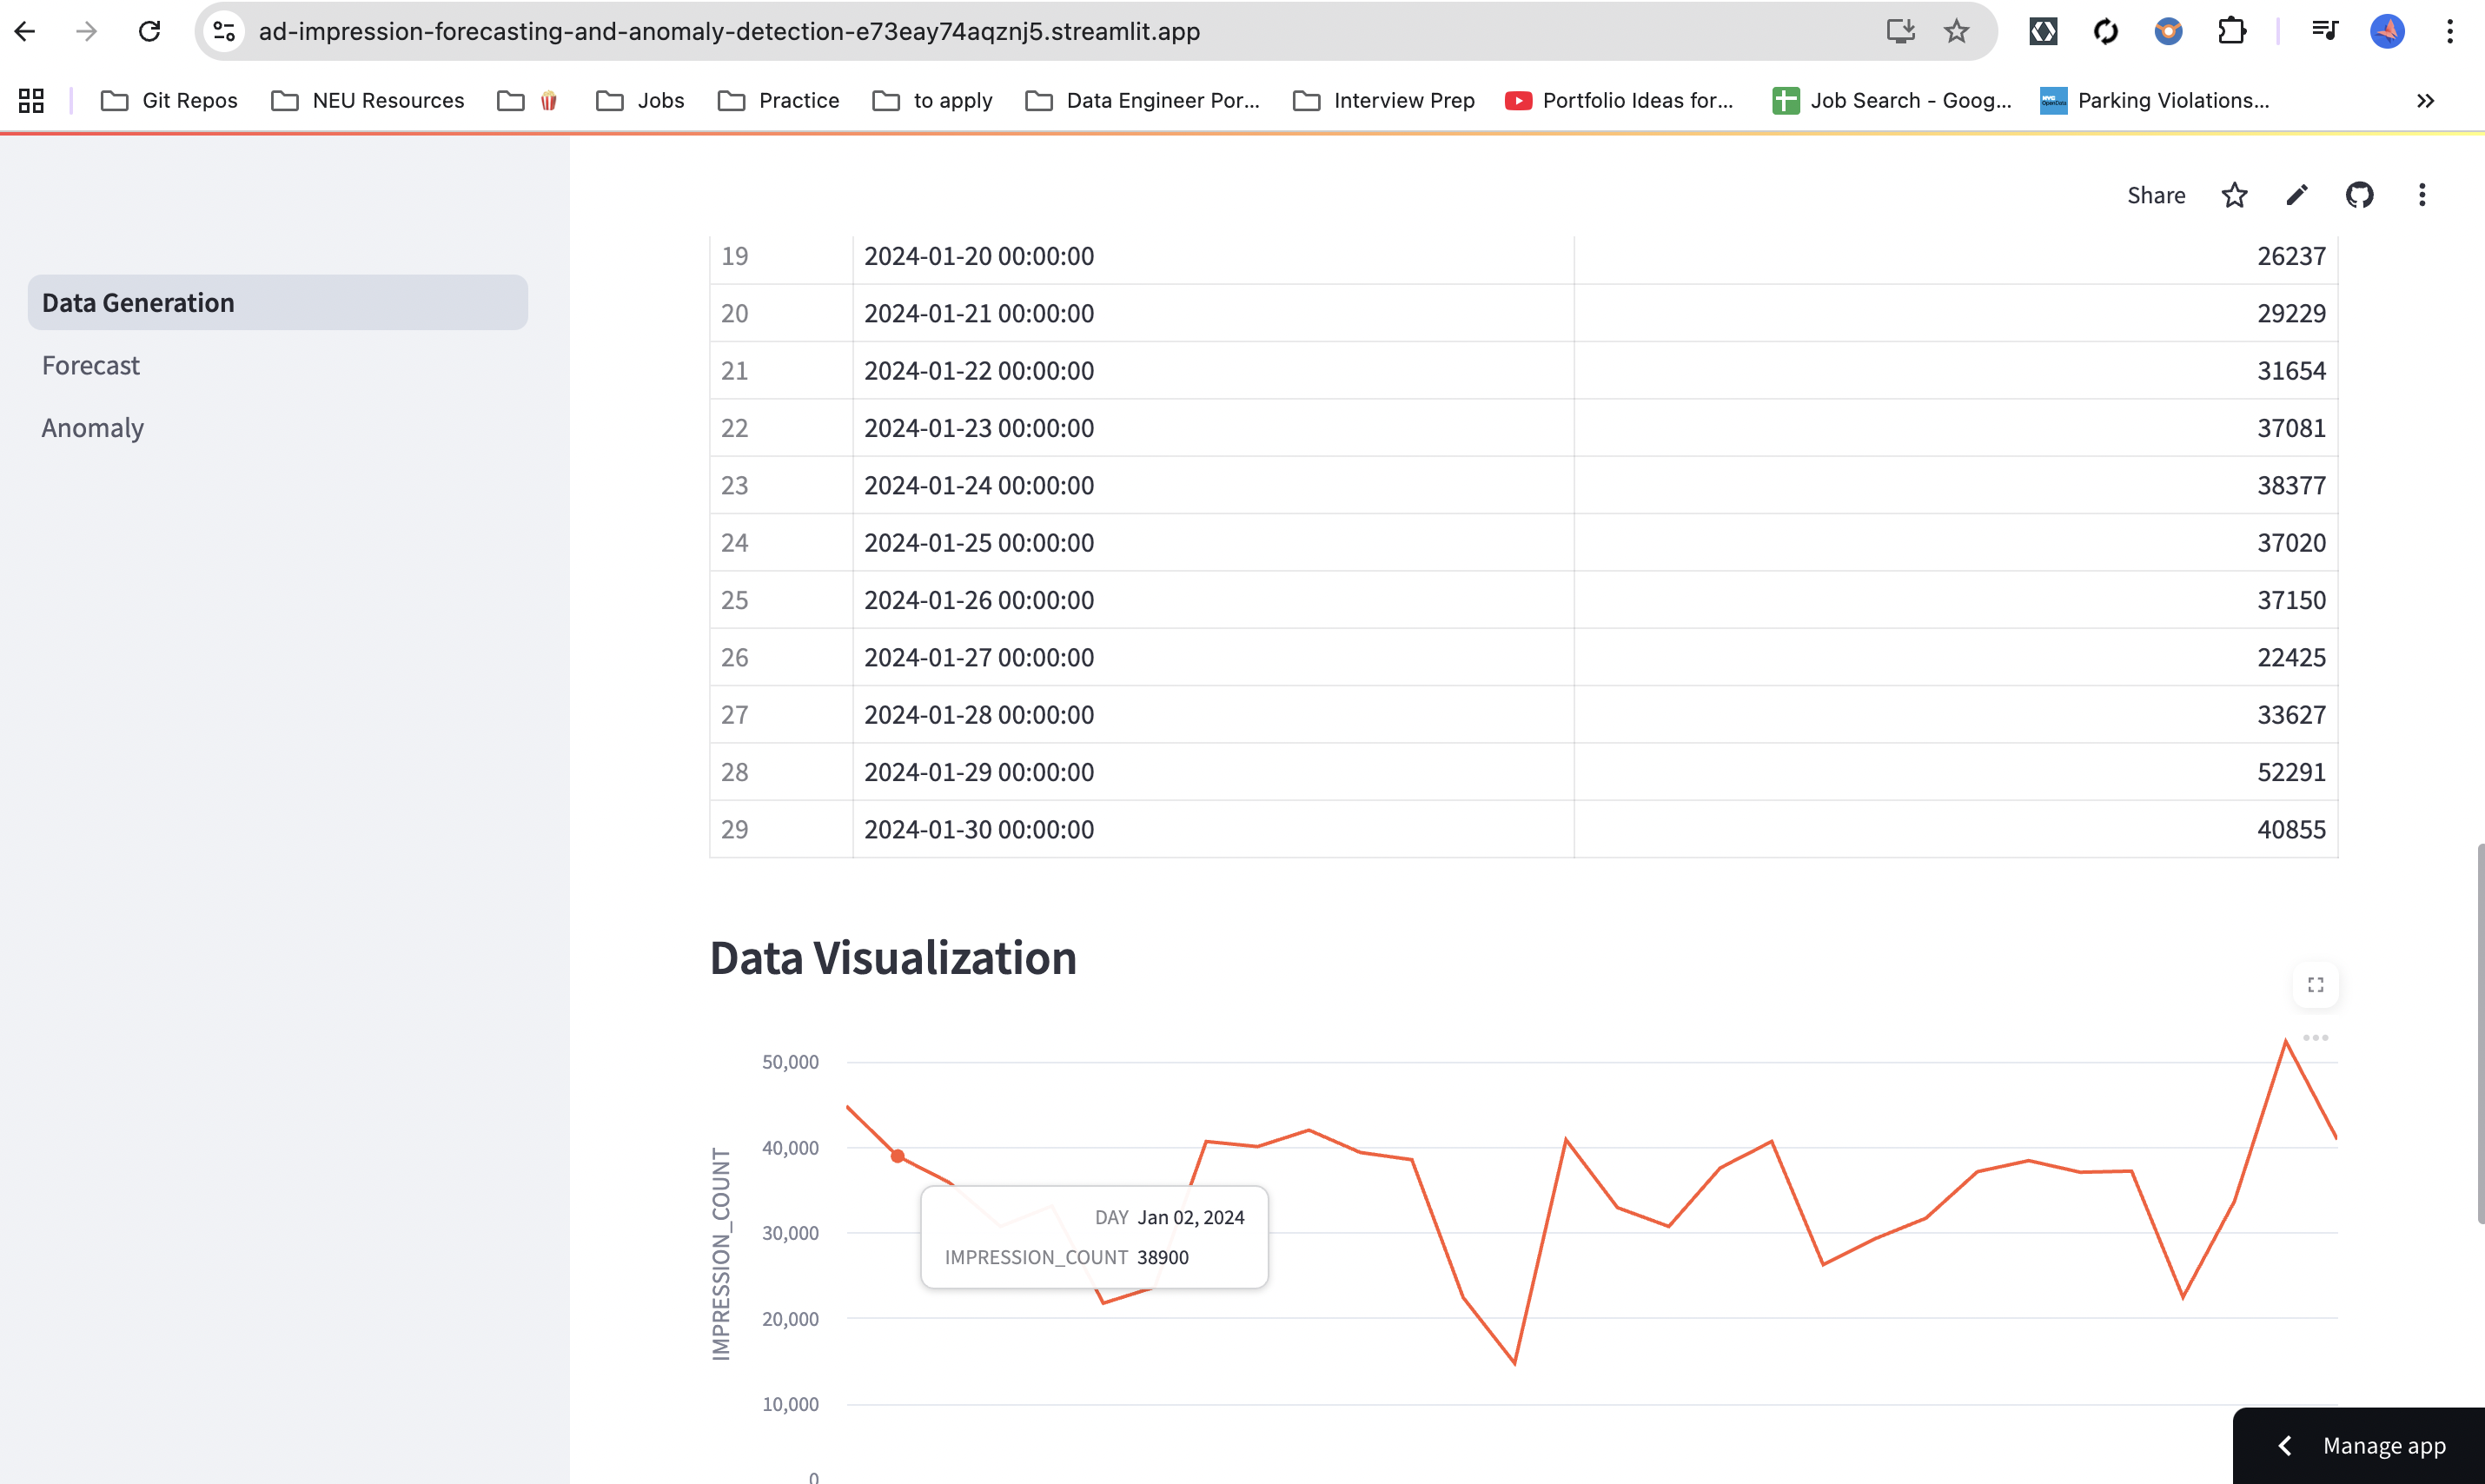 ad-impression-forecasting-and-anomaly-detection-e73eay74aqznj5.streamlit.app
Git Repos NEU Resources Jobs Practice to apply Data Engineer Por... Interview Prep Portfolio Ideas for... Job Search - Goog... Parking Violations...
Share
Data Generation
Forecast
Anomaly
19 2024-01-20 00:00:00 26237
20 2024-01-21 00:00:00 29229
21 2024-01-22 00:00:00 31654
22 2024-01-23 00:00:00 37081
23 2024-01-24 00:00:00 38377
24 2024-01-25 00:00:00 37020
25 2024-01-26 00:00:00 37150
26 2024-01-27 00:00:00 22425
27 2024-01-28 00:00:00 33627
28 2024-01-29 00:00:00 52291
29 2024-01-30 00:00:00 40855
Data Visualization
IMPRESSION_COUNT
50,000
40,000
30,000
20,000
10,000
0
DAY Jan 02, 2024
IMPRESSION_COUNT 38900
Manage app